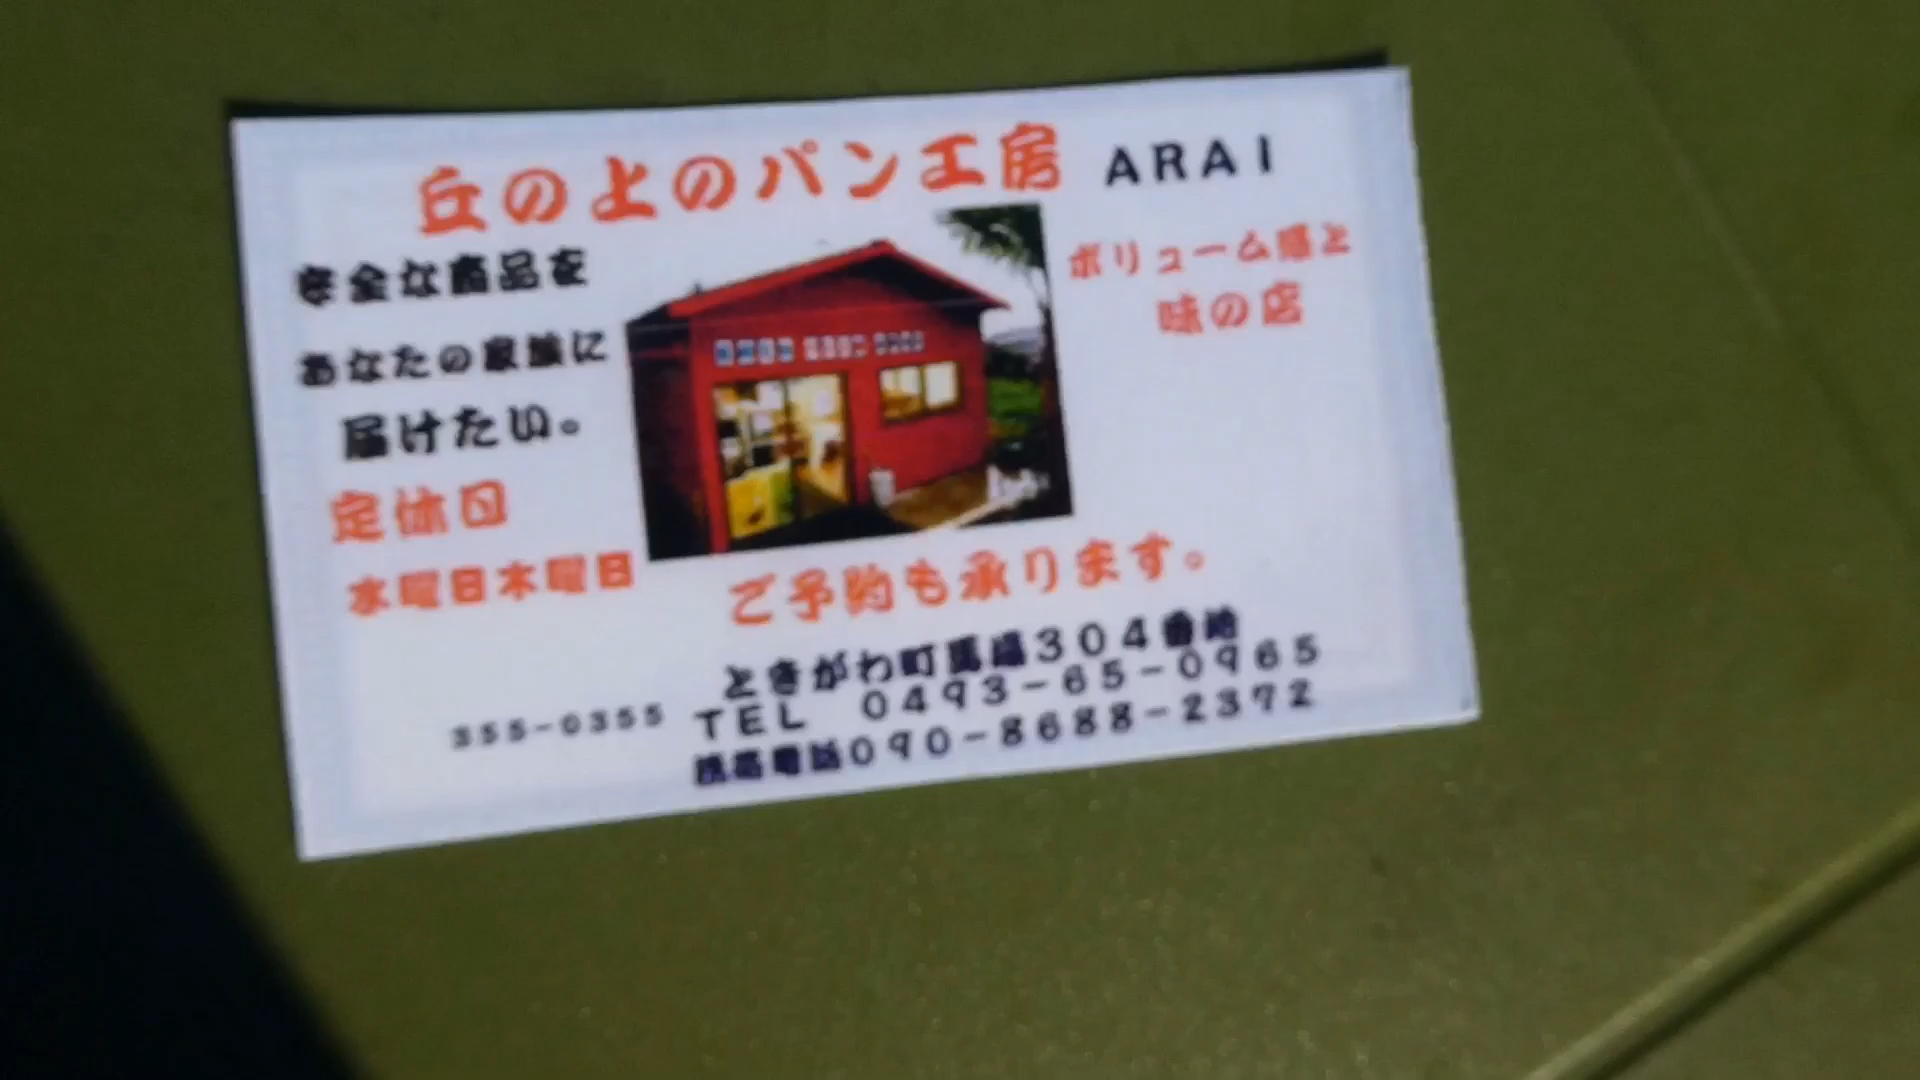 丘の上のパン工房 ARAI
安全な商品を
あなたの家族に
届けたい。
ボリューム感と
味の店
定休日
水曜日木曜日
ご予約も承ります。
ときがわ町馬場304番地
355-0355 TEL 0493-65-0965
携帯電話090-8688-2372